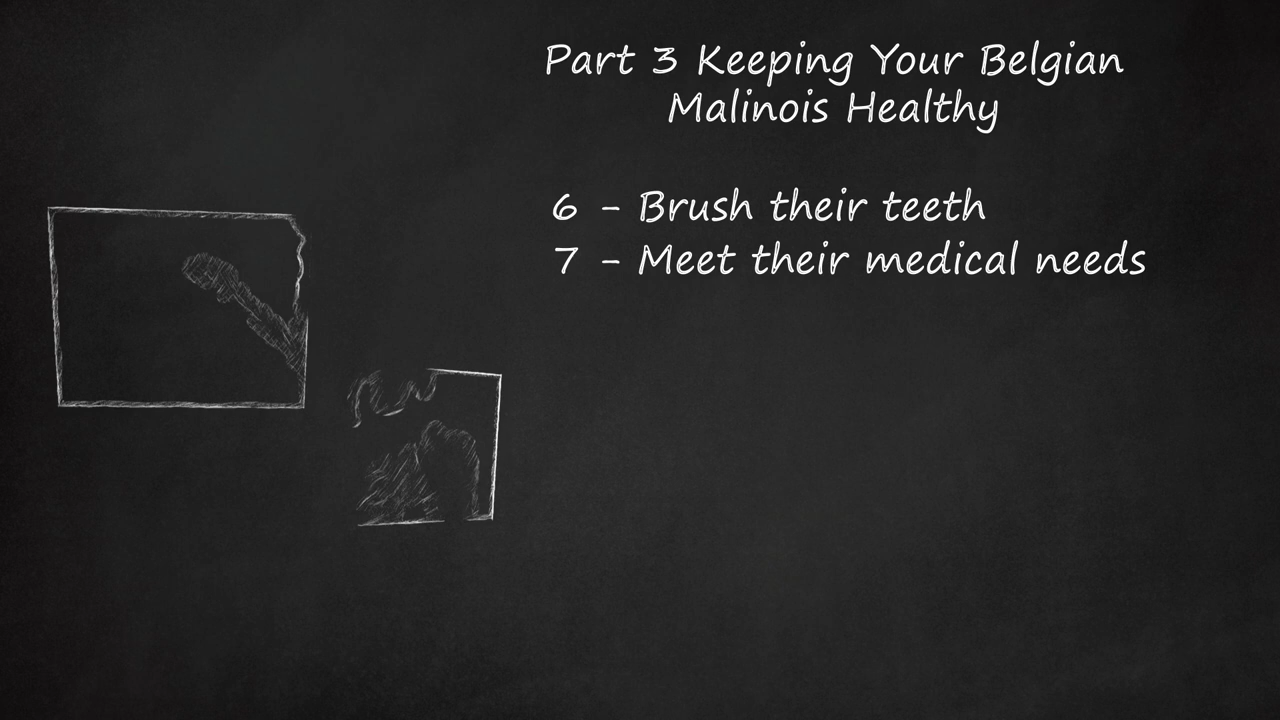 Part 3 Keeping Your Belgian
Malinois Healthy
6 - Brush their teeth
7 - Meet their medical needs